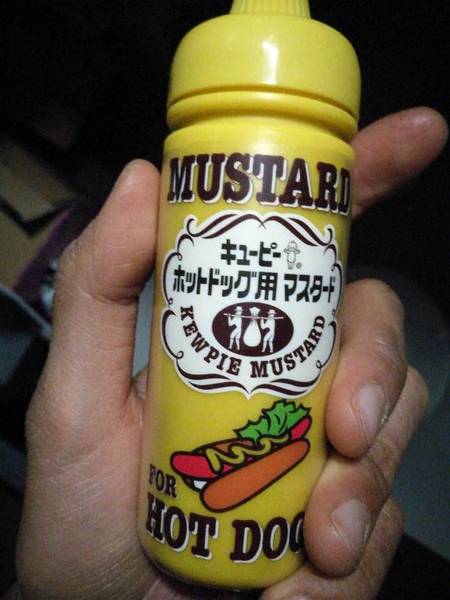 MUSTARD
キューピー ®
ホットドッグ用 マスタード
KEWPIE MUSTARD
FOR
HOT DOG